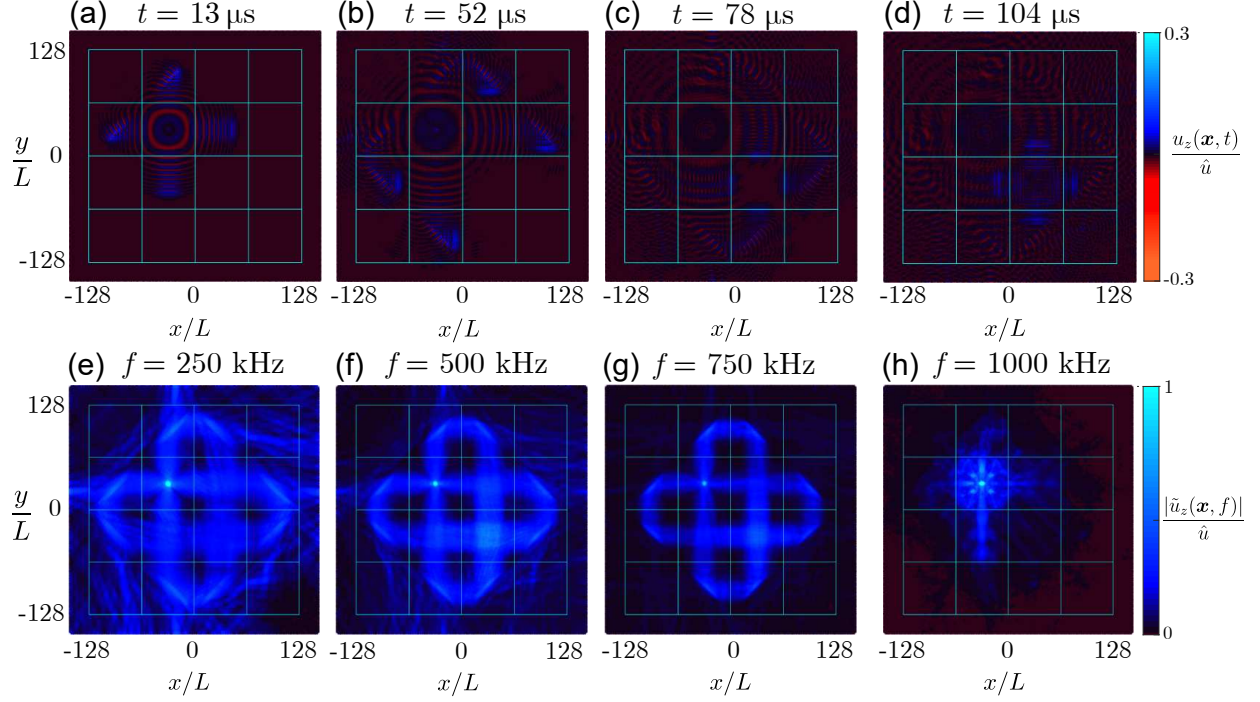 (a) t = 13 μs (b) t = 52 μs (c) t = 78 μs (d) t = 104 μs
128
y/L 0
-128
-128 0 128 -128 0 128 -128 0 128 -128 0 128
x/L x/L x/L x/L
0.3
u_z(x, t)/û
-0.3
(e) f = 250 kHz (f) f = 500 kHz (g) f = 750 kHz (h) f = 1000 kHz
128
y/L 0
-128
-128 0 128 -128 0 128 -128 0 128 -128 0 128
x/L x/L x/L x/L
1
|ũ_z(x, f)|/û
0